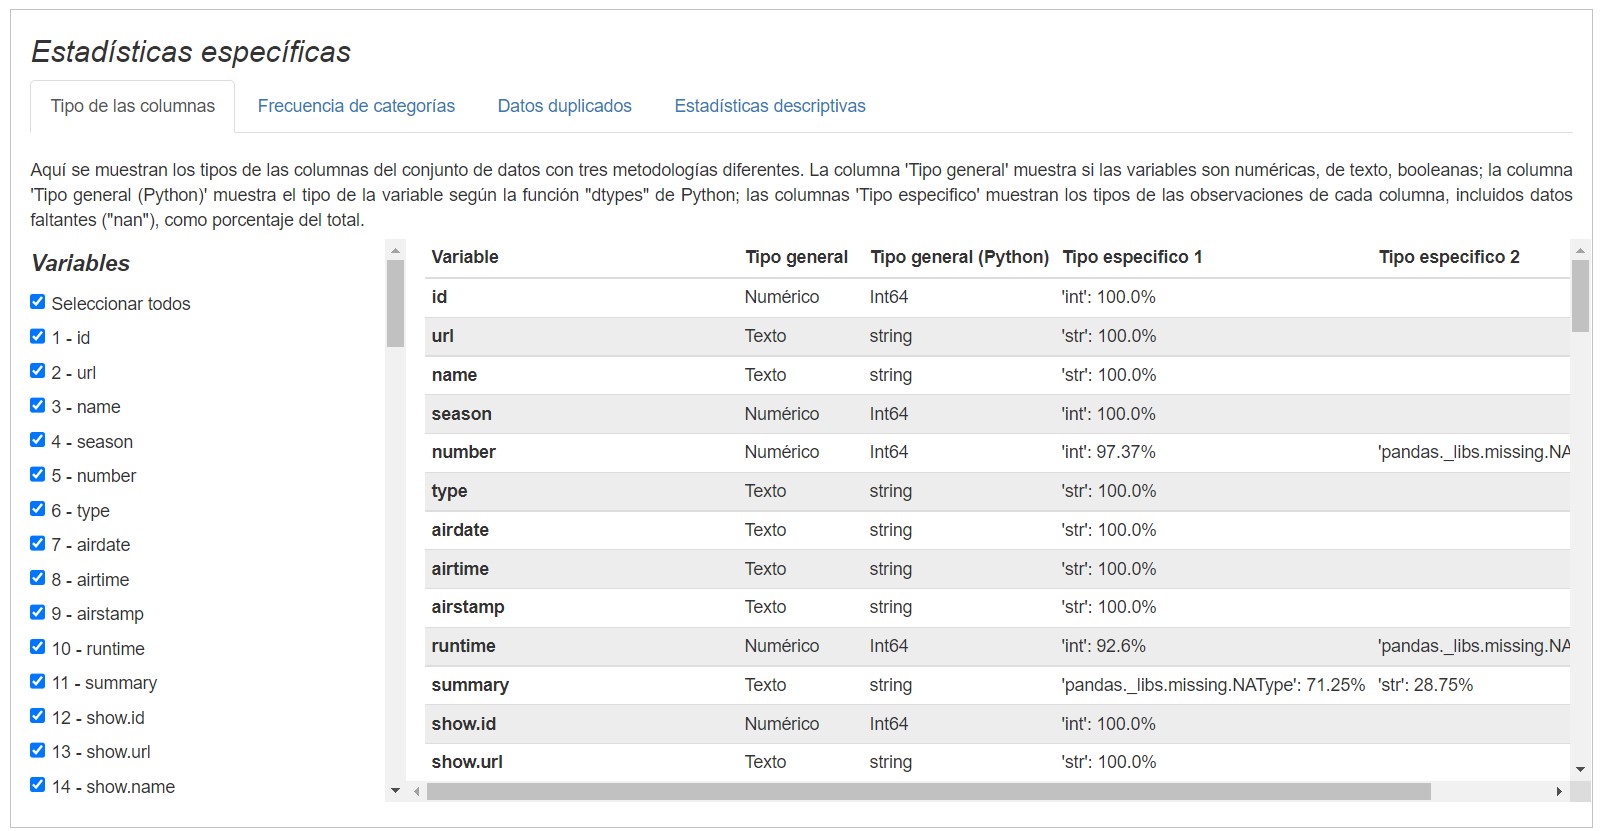 Estadísticas específicas
Tipo de las columnas Frecuencia de categorías Datos duplicados Estadísticas descriptivas
Aquí se muestran los tipos de las columnas del conjunto de datos con tres metodologías diferentes. La columna 'Tipo general' muestra si las variables son numéricas, de texto, booleanas; la columna
'Tipo general (Python)' muestra el tipo de la variable según la función "dtypes" de Python; las columnas 'Tipo especifico' muestran los tipos de las observaciones de cada columna, incluidos datos
faltantes ("nan"), como porcentaje del total.
Variables
Seleccionar todos
1 - id
2 - url
3 - name
4 - season
5 - number
6 - type
7 - airdate
8 - airtime
9 - airstamp
10 - runtime
11 - summary
12 - show.id
13 - show.url
14 - show.name
Variable Tipo general Tipo general (Python) Tipo especifico 1 Tipo especifico 2
id Numérico Int64 'int': 100.0%
url Texto string 'str': 100.0%
name Texto string 'str': 100.0%
season Numérico Int64 'int': 100.0%
number Numérico Int64 'int': 97.37% 'pandas._libs.missing.NA
type Texto string 'str': 100.0%
airdate Texto string 'str': 100.0%
airtime Texto string 'str': 100.0%
airstamp Texto string 'str': 100.0%
runtime Numérico Int64 'int': 92.6% 'pandas._libs.missing.NA
summary Texto string 'pandas._libs.missing.NAType': 71.25% 'str': 28.75%
show.id Numérico Int64 'int': 100.0%
show.url Texto string 'str': 100.0%